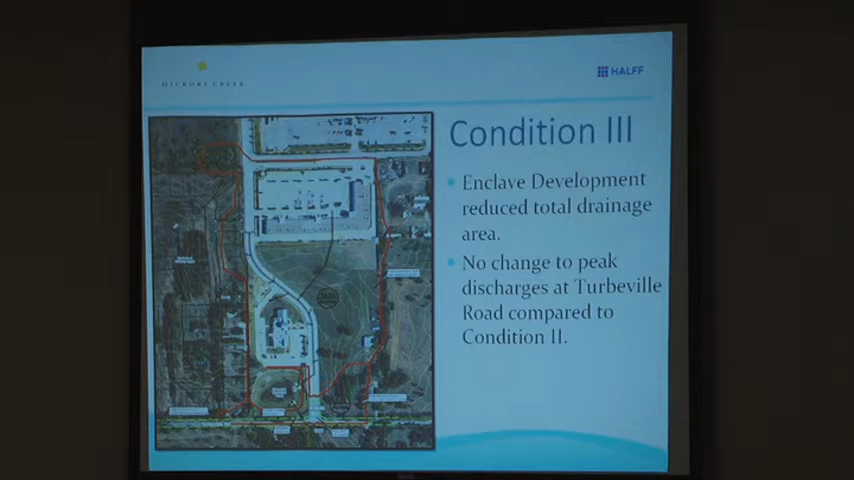 HICKORY CREEK
HALFF
Condition III
Enclave Development
reduced total drainage
area.
No change to peak
discharges at Turbeville
Road compared to
Condition II.